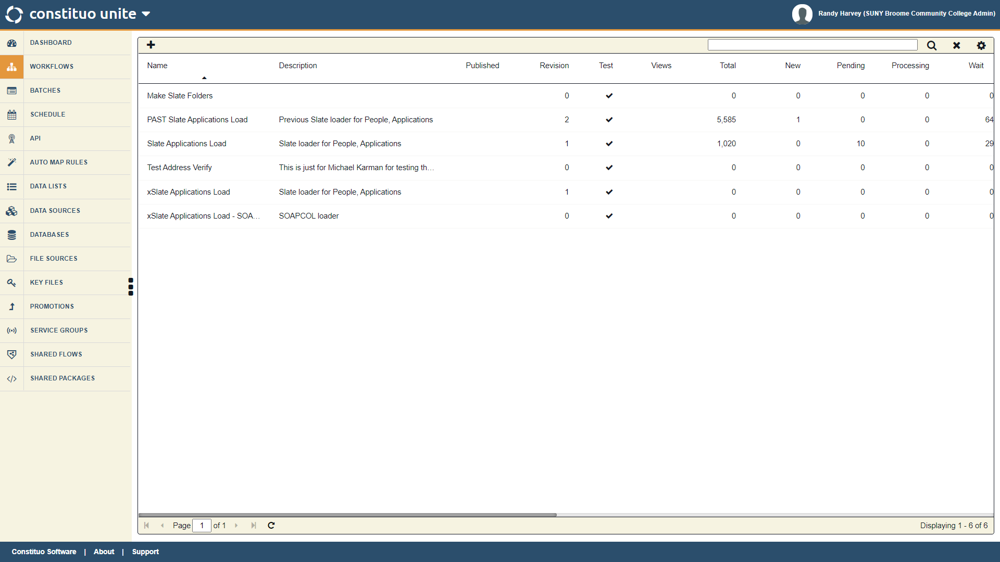 constituo unite
Randy Harvey (SUNY Broome Community College Admin)
DASHBOARD
WORKFLOWS
BATCHES
SCHEDULE
API
AUTO MAP RULES
DATA LISTS
DATA SOURCES
DATABASES
FILE SOURCES
KEY FILES
PROMOTIONS
SERVICE GROUPS
SHARED FLOWS
SHARED PACKAGES
Name Description Published Revision Test Views Total New Pending Processing Wait
Make Slate Folders 0 0 0 0 0 0
PAST Slate Applications Load Previous Slate loader for People, Applications 2 5,585 1 0 0 64
Slate Applications Load Slate loader for People, Applications 1 1,020 0 10 0 29
Test Address Verify This is just for Michael Karman for testing th... 0 0 0 0 0 0
xSlate Applications Load Slate loader for People, Applications 1 0 0 0 0 0
xSlate Applications Load - SOA... SOAPCOL loader 0 0 0 0 0 0
Page 1 of 1
Displaying 1 - 6 of 6
Constituo Software | About | Support